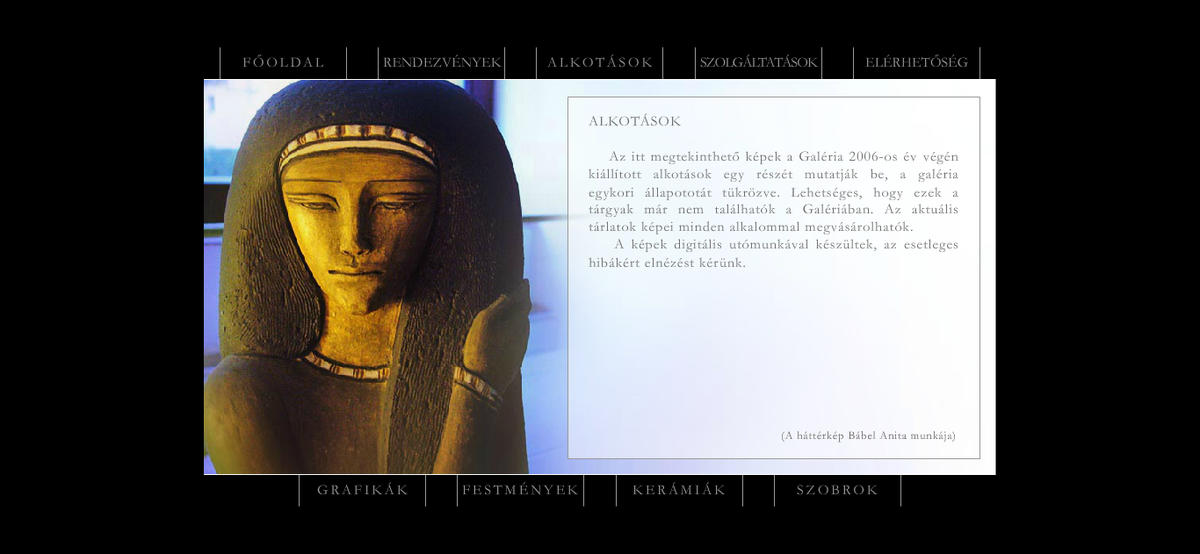 FŐOLDAL RENDEZVÉNYEK ALKOTÁSOK SZOLGÁLTATÁSOK ELÉRHETŐSÉG
ALKOTÁSOK
Az itt megtekinthető képek a Galéria 2006-os év végén
kiállított alkotások egy részét mutatják be, a galéria
egykori állapototát tükrözve. Lehetséges, hogy ezek a
tárgyak már nem találhatók a Galériában. Az aktuális
tárlatok képei minden alkalommal megvásárolhatók.
A képek digitális utómunkával készültek, az esetleges
hibákért elnézést kérünk.
(A háttérkép Bábel Anita munkája)
GRAFIKÁK FESTMÉNYEK KERÁMIÁK SZOBROK